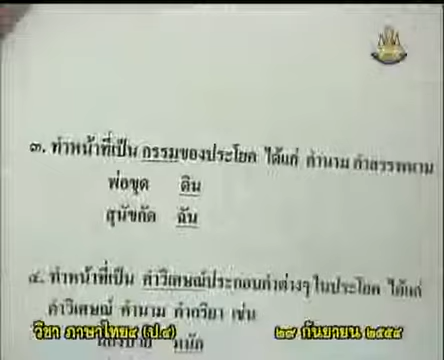 ๓. ทำหน้าที่เป็น กรรมของประโยค ได้แก่ คำนาม คำสรรพนาม
พ่อขุด ดิน
สุนัขกัด ฉัน
๔. ทำหน้าที่เป็น คำวิเศษณ์ประกอบคำต่างๆ ในประโยค ได้แก่
คำวิเศษณ์ คำนาม คำกริยา เช่น
วิชา ภาษาไทย๔ (ป.๔) ๒๙ กันยายน ๒๕๕๔